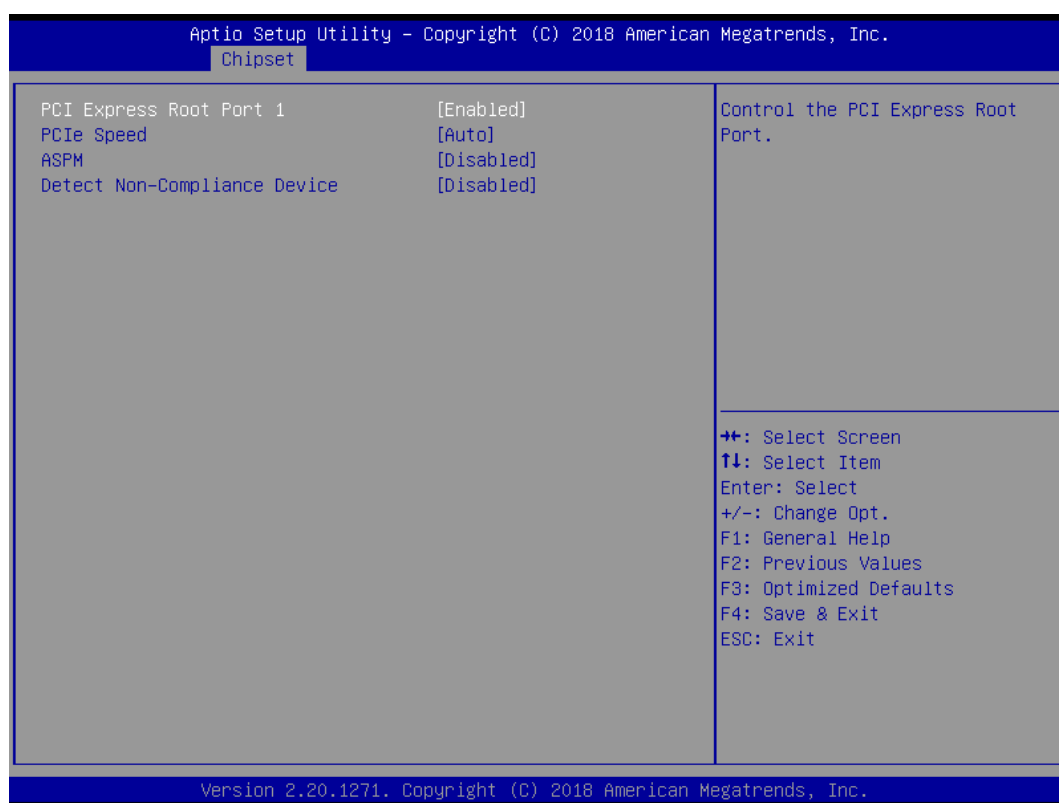 Aptio Setup Utility – Copyright (C) 2018 American Megatrends, Inc.
Chipset
PCI Express Root Port 1 [Enabled]
PCIe Speed [Auto]
ASPM [Disabled]
Detect Non-Compliance Device [Disabled]
Control the PCI Express Root
Port.
→←: Select Screen
↑↓: Select Item
Enter: Select
+/-: Change Opt.
F1: General Help
F2: Previous Values
F3: Optimized Defaults
F4: Save & Exit
ESC: Exit
Version 2.20.1271. Copyright (C) 2018 American Megatrends, Inc.